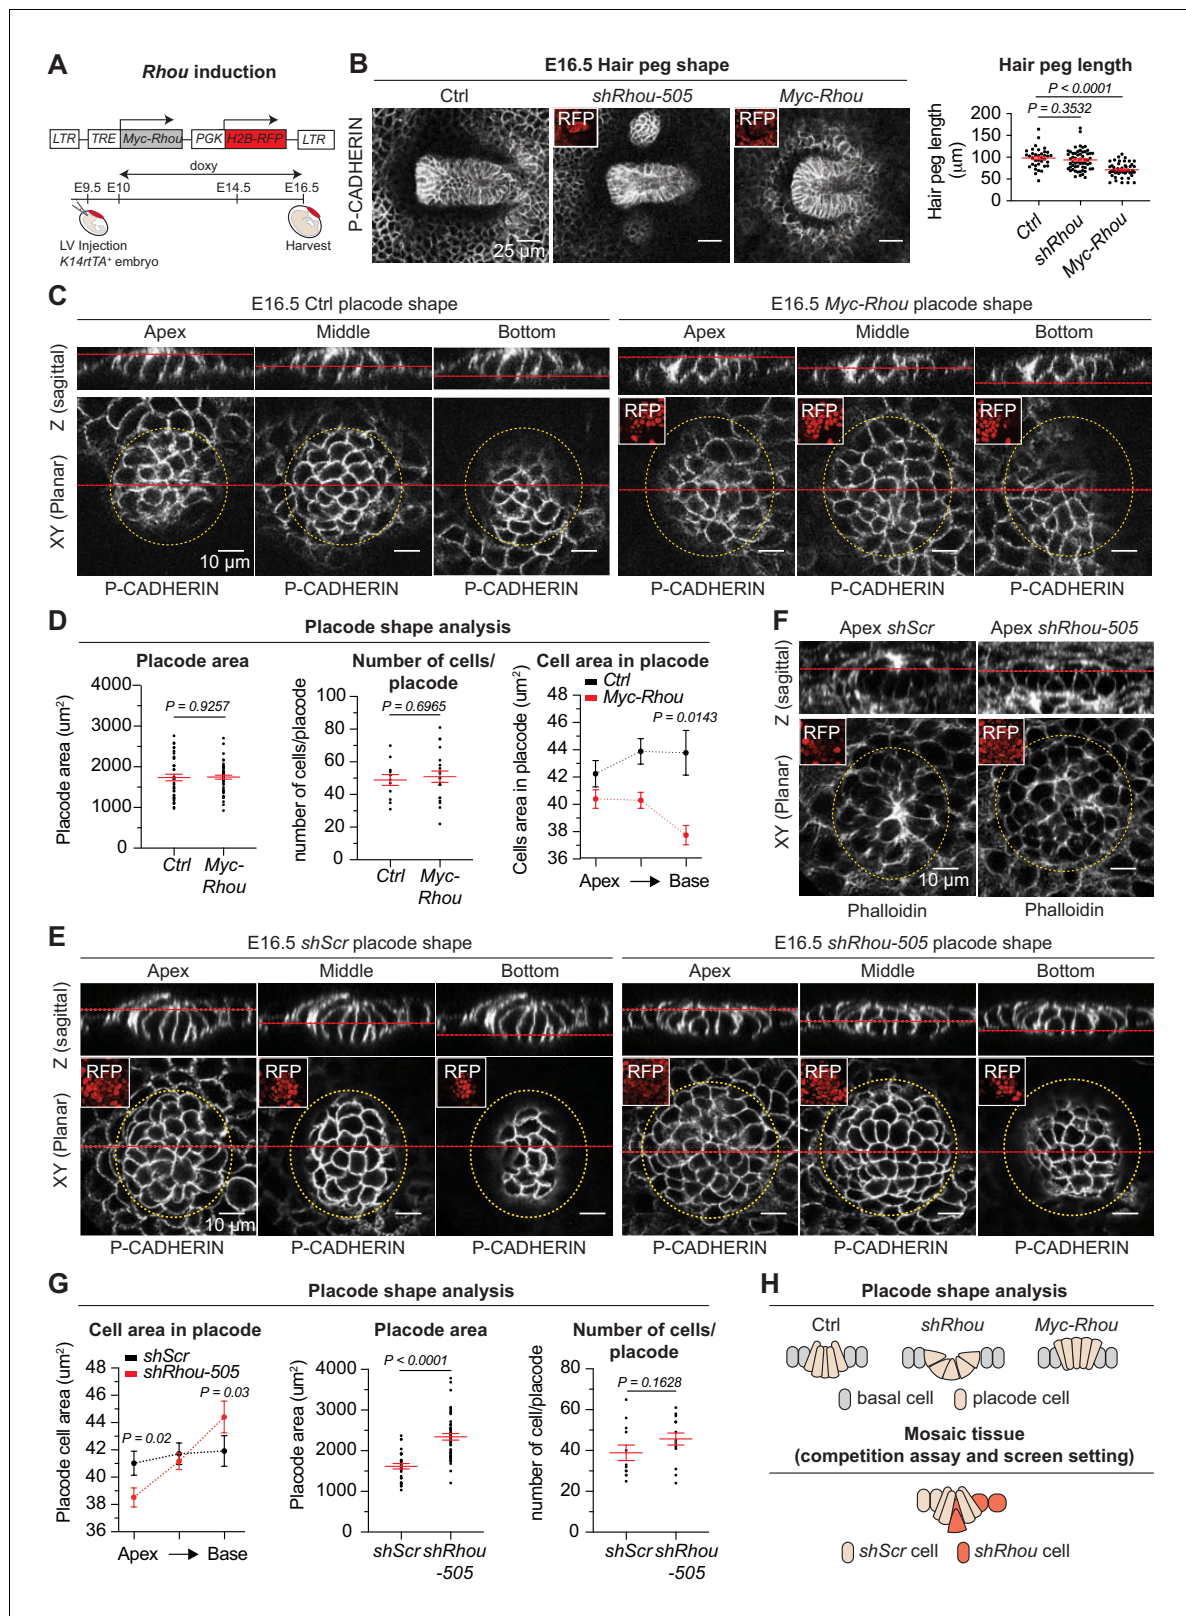 A
Rhou induction
LTR TRE Myc-Rhou PGK H2B-RFP LTR
doxy
E9.5 E10 E14.5 E16.5
LV Injection
K14rtTA+ embryo
Harvest
B
E16.5 Hair peg shape
Ctrl shRhou-505 Myc-Rhou
P-CADHERIN
RFP RFP
25 µm
Hair peg length
P < 0.0001
P = 0.3532
Hair peg length
(µm)
200
150
100
50
0
Ctrl
shRhou
Myc-Rhou
C
E16.5 Ctrl placode shape
Apex Middle Bottom
E16.5 Myc-Rhou placode shape
Apex Middle Bottom
Z (sagittal)
XY (Planar)
RFP RFP RFP
10 µm
P-CADHERIN P-CADHERIN P-CADHERIN P-CADHERIN P-CADHERIN P-CADHERIN
D
Placode shape analysis
Placode area
P = 0.9257
Placode area (um²)
4000
3000
2000
1000
0
Ctrl Myc-
Rhou
Number of cells/
placode
P = 0.6965
number of cells/placode
100
80
60
40
20
0
Ctrl Myc-
Rhou
Cell area in placode
Ctrl
Myc-Rhou
P = 0.0143
Cells area in placode (um²)
48
46
44
42
40
38
36
Apex Base
F
Apex shScr Apex shRhou-505
Z (sagittal)
XY (Planar)
RFP RFP
10 µm
Phalloidin Phalloidin
E
E16.5 shScr placode shape
Apex Middle Bottom
E16.5 shRhou-505 placode shape
Apex Middle Bottom
Z (sagittal)
XY (Planar)
RFP RFP RFP RFP RFP RFP
10 µm
P-CADHERIN P-CADHERIN P-CADHERIN P-CADHERIN P-CADHERIN P-CADHERIN
G
Placode shape analysis
Cell area in placode
shScr
shRhou-505
P = 0.03
P = 0.02
Placode cell area (um²)
48
46
44
42
40
38
36
Apex Base
Placode area
P < 0.0001
Placode area (um²)
4000
3000
2000
1000
0
shScr shRhou
-505
Number of cells/
placode
P = 0.1628
number of cell/placode
80
60
40
20
0
shScr shRhou
-505
H
Placode shape analysis
Ctrl shRhou Myc-Rhou
basal cell placode cell
Mosaic tissue
(competition assay and screen setting)
shScr cell shRhou cell